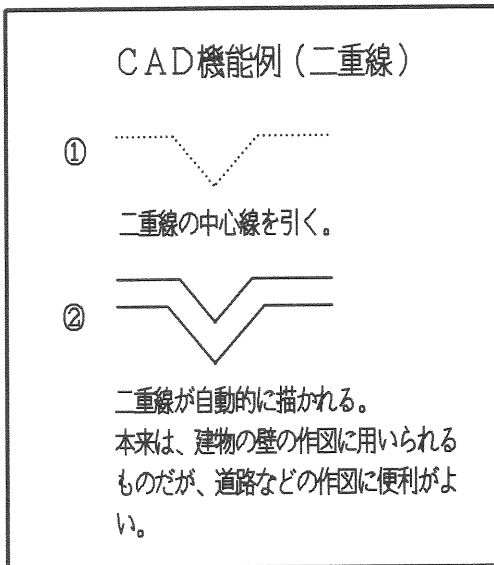 CAD機能例（二重線）
①
二重線の中心線を引く。
②
二重線が自動的に描かれる。
本来は、建物の壁の作図に用いられる
ものだが、道路などの作図に便利がよ
い。